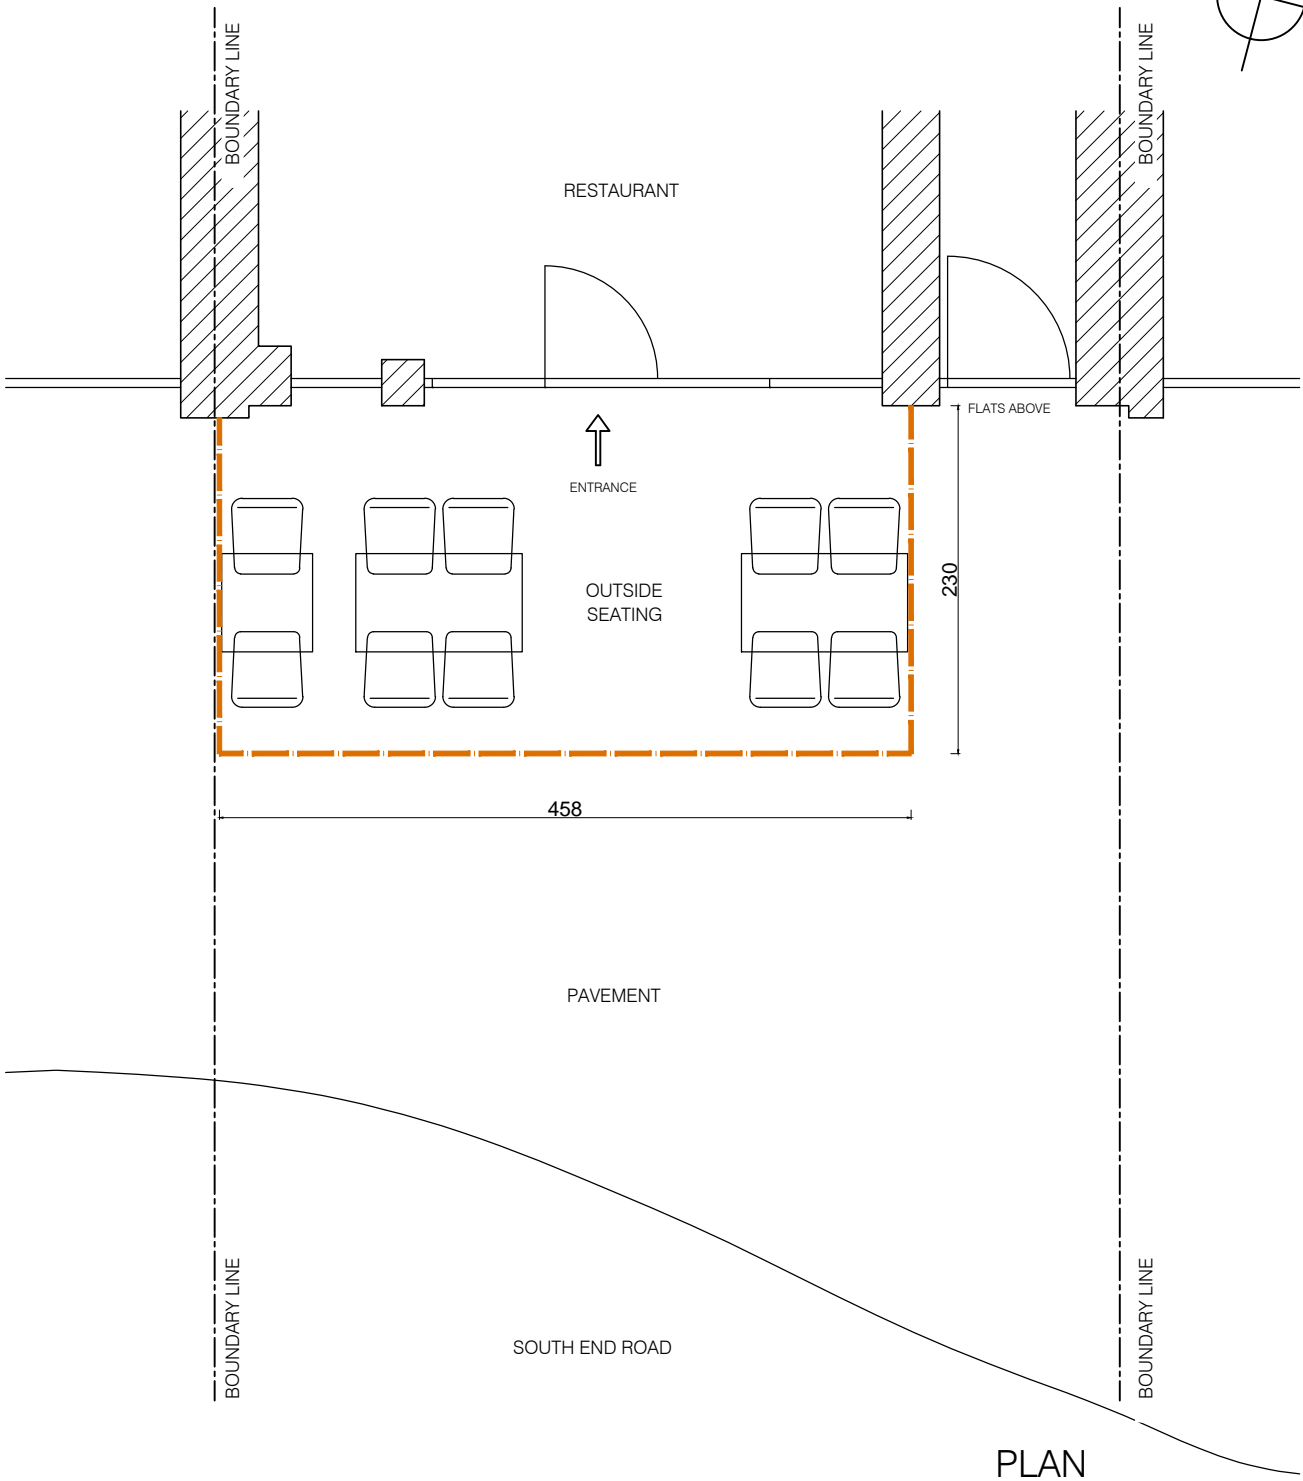 BOUNDARY LINE
BOUNDARY LINE
RESTAURANT
FLATS ABOVE
ENTRANCE
OUTSIDE
SEATING
230
458
PAVEMENT
BOUNDARY LINE
BOUNDARY LINE
SOUTH END ROAD
PLAN